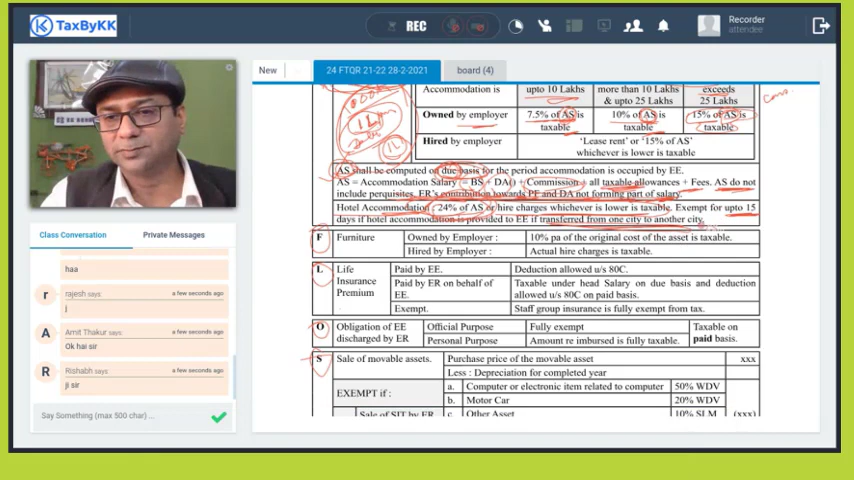 TaxByKK
REC
Recorder
attendee
New
24 FTQR 21-22 28-2-2021
board (4)
Class Conversation
Private Messages
haa
r
rajesh says:
a few seconds ago
j
A
Amit Thakur says:
a few seconds ago
Ok hai sir
R
Rishabh says:
a few seconds ago
ji sir
Say Something (max 500 char) ...
Accommodation is
upto 10 Lakhs
more than 10 Lakhs & upto 25 Lakhs
exceeds 25 Lakhs
Owned by employer
7.5% of AS is taxable
10% of AS is taxable
15% of AS is taxable
Hired by employer
'Lease rent' or '15% of AS'
whichever is lower is taxable
1L
1L
AS shall be computed on due basis for the period accommodation is occupied by EE.
AS = Accommodation Salary = BS + DA() + Commission + all taxable allowances + Fees. AS do not
include perquisites, ER's contribution towards PF and DA not forming part of salary.
Hotel Accommodation : 24% of AS or hire charges whichever is lower is taxable. Exempt for upto 15
days if hotel accommodation is provided to EE if transferred from one city to another city.
F
Furniture
Owned by Employer :
10% pa of the original cost of the asset is taxable.
Hired by Employer :
Actual hire charges is taxable.
L
Life Insurance Premium
Paid by EE.
Deduction allowed u/s 80C.
Paid by ER on behalf of EE.
Taxable under head Salary on due basis and deduction
allowed u/s 80C on paid basis.
Exempt.
Staff group insurance is fully exempt from tax.
O
Obligation of EE discharged by ER
Official Purpose
Fully exempt
Taxable on paid basis.
Personal Purpose
Amount re imbursed is fully taxable.
S
Sale of movable assets.
Purchase price of the movable asset
xxx
Less : Depreciation for completed year
EXEMPT if :
a. Computer or electronic item related to computer
50% WDV
b. Motor Car
20% WDV
Sale of SIT by ER
c. Other Asset
10% SLM
(xxx)